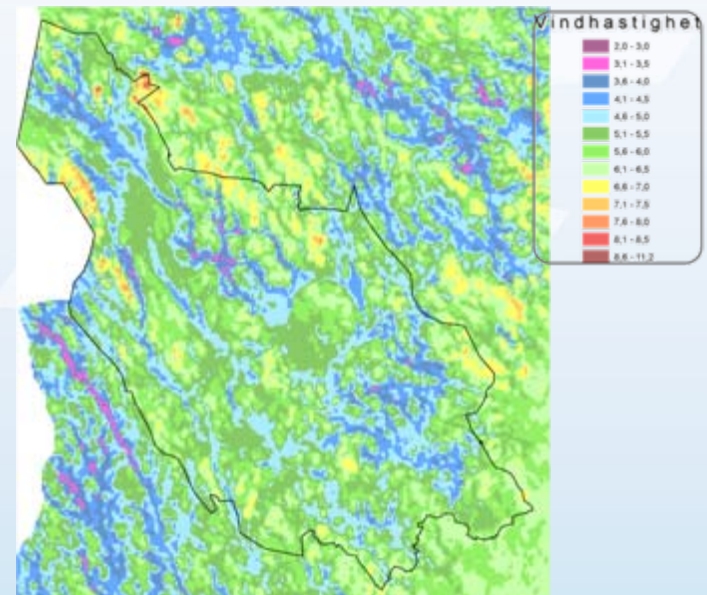 Vindhastighet
2,0 - 3,0
3,1 - 3,5
3,6 - 4,0
4,1 - 4,5
4,6 - 5,0
5,1 - 5,5
5,6 - 6,0
6,1 - 6,5
6,6 - 7,0
7,1 - 7,5
7,6 - 8,0
8,1 - 8,5
8,6 - 11,2